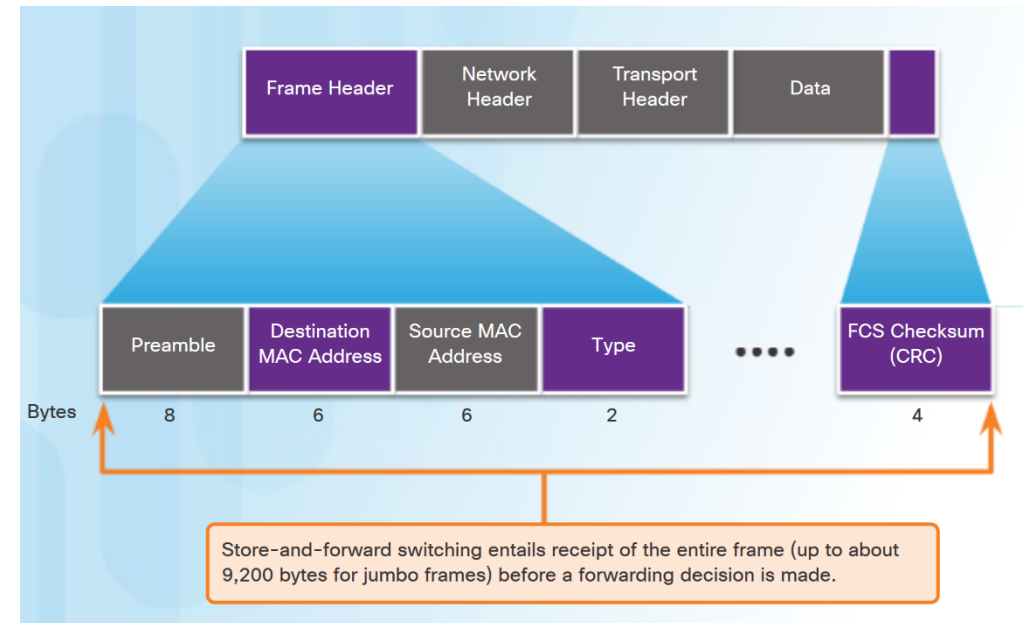 Frame Header
Network
Header
Transport
Header
Data
Preamble
Destination
MAC Address
Source MAC
Address
Type
FCS Checksum
(CRC)
Bytes 8 6 6 2 4
Store-and-forward switching entails receipt of the entire frame (up to about
9,200 bytes for jumbo frames) before a forwarding decision is made.